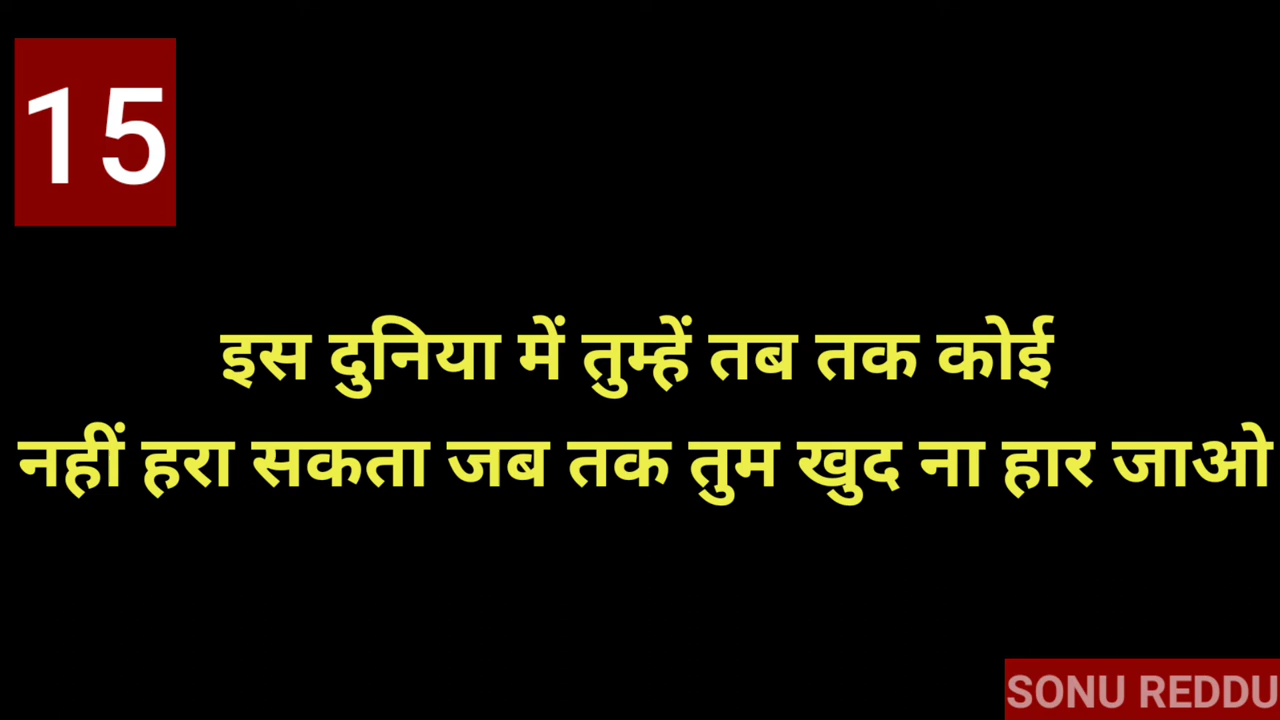 15
इस दुनिया में तुम्हें तब तक कोई
नहीं हरा सकता जब तक तुम खुद ना हार जाओ
SONU REDDU